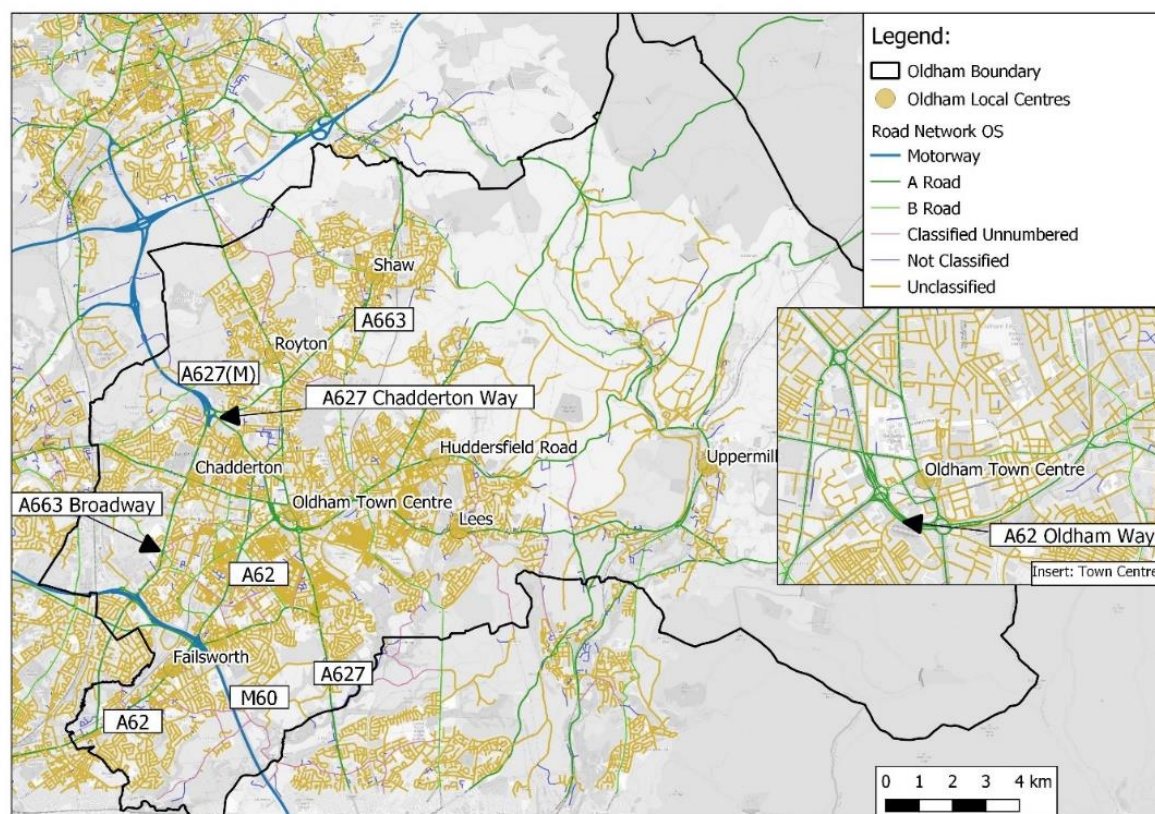 Legend:
Oldham Boundary
Oldham Local Centres
Road Network OS
Motorway
A Road
B Road
Classified Unnumbered
Not Classified
Unclassified
Shaw
A663
Royton
A627(M)
A627 Chadderton Way
Huddersfield Road
Uppermill
Chadderton
Oldham Town Centre
A663 Broadway
Lees
A62
Failsworth
A627
M60
A62
Oldham Town Centre
A62 Oldham Way
Insert: Town Centre
0 1 2 3 4 km